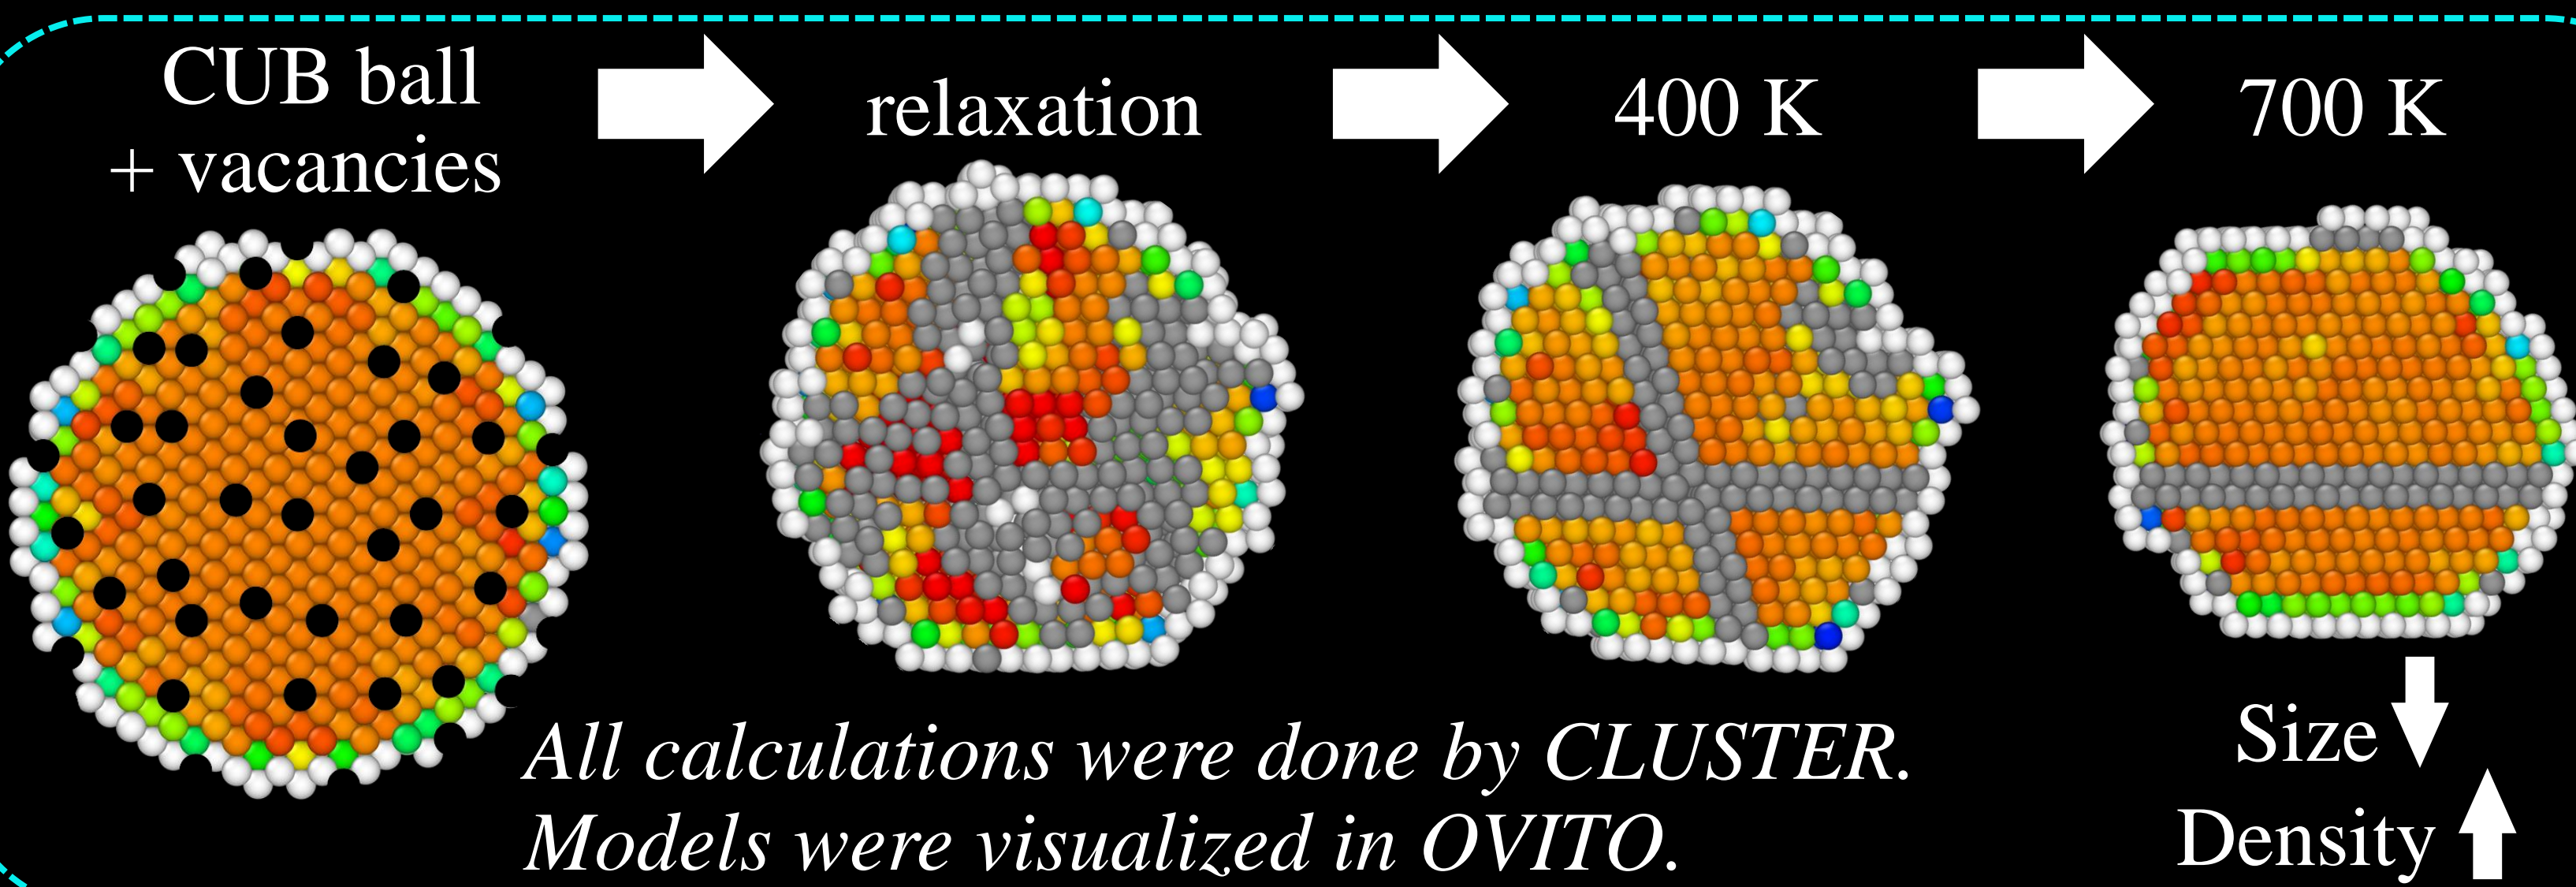 CUB ball
+ vacancies
relaxation
400 K
700 K
All calculations were done by CLUSTER.
Models were visualized in OVITO.
Size
Density